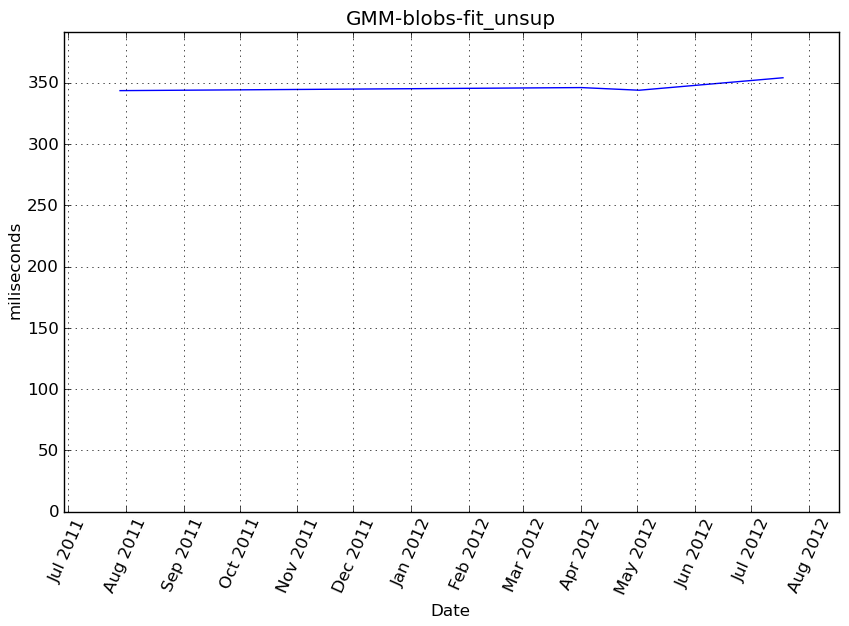 GMM-blobs-fit_unsup
350
300
250
200
150
100
50
0
miliseconds
Jul 2011
Aug 2011
Sep 2011
Oct 2011
Nov 2011
Dec 2011
Jan 2012
Feb 2012
Mar 2012
Apr 2012
May 2012
Jun 2012
Jul 2012
Aug 2012
Date